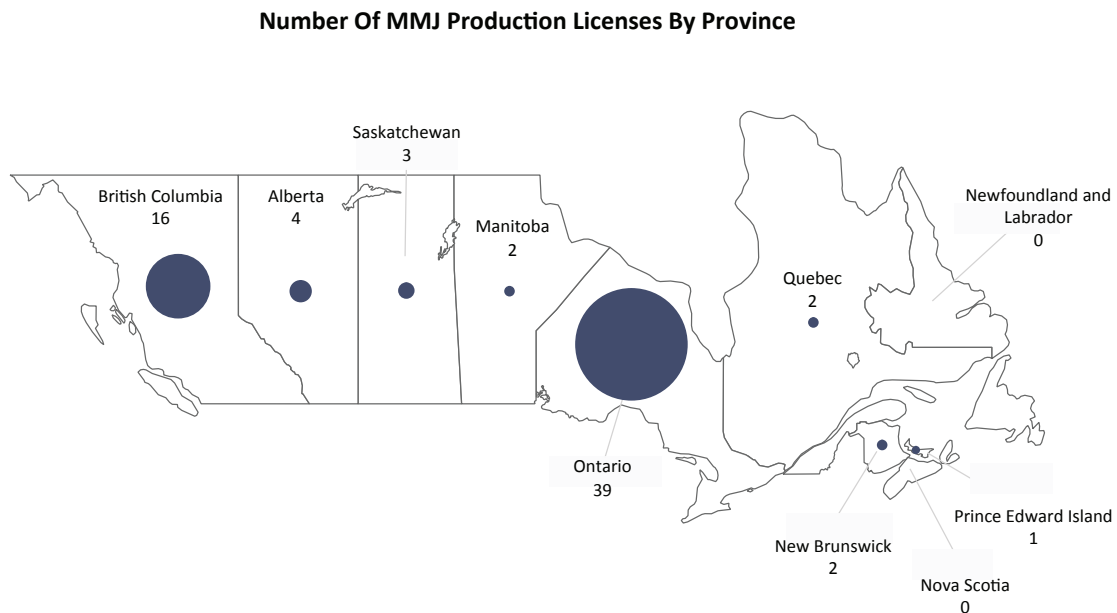 Number Of MMJ Production Licenses By Province
Saskatchewan
3
British Columbia
16
Alberta
4
Manitoba
2
Newfoundland and
Labrador
0
Quebec
2
Ontario
39
Prince Edward Island
1
New Brunswick
2
Nova Scotia
0